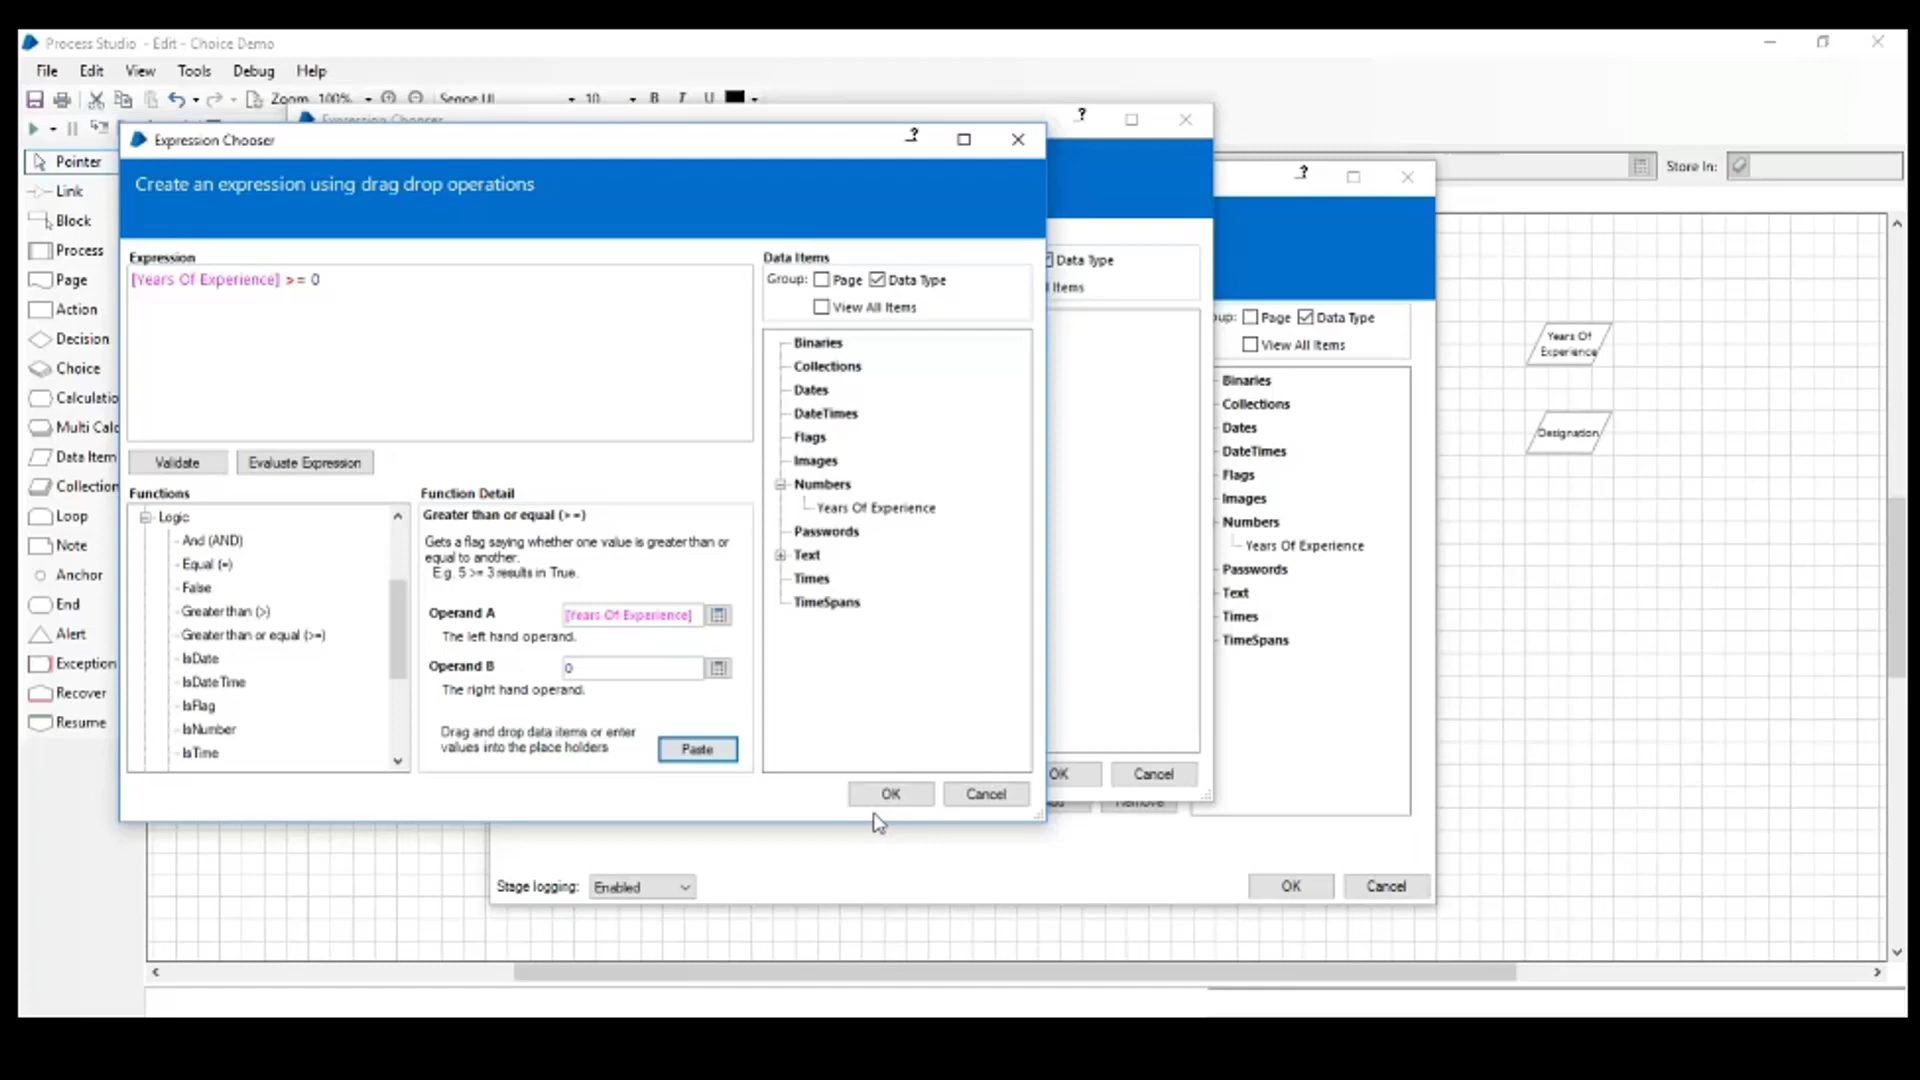 Process Studio - Edit - Choice Demo
File Edit View Tools Debug Help
Zoom 100% Segoe UI 10 B I U
Expression Chooser
Expression Chooser
Create an expression using drag drop operations
Store In:
Pointer
Link
Block
Process
Page
Action
Decision
Choice
Calculatio
Multi Calc
Data Item
Collection
Loop
Note
Anchor
End
Alert
Exception
Recover
Resume
Expression
[Years Of Experience] >= 0
Validate Evaluate Expression
Functions
Logic
And (AND)
Equal (=)
False
Greater than (>)
Greater than or equal (>=)
IsDate
IsDateTime
IsFlag
IsNumber
IsTime
Function Detail
Greater than or equal (>=)
Gets a flag saying whether one value is greater than or
equal to another.
E.g. 5 >= 3 results in True.
Operand A [Years Of Experience]
The left hand operand.
Operand B 0
The right hand operand.
Drag and drop data items or enter
values into the place holders
Paste
Data Items
Group: Page Data Type
View All Items
Binaries
Collections
Dates
DateTimes
Flags
Images
Numbers
Years Of Experience
Passwords
Text
Times
TimeSpans
OK Cancel
Data Type
Items
OK Cancel
Remove
Page Data Type
View All Items
Binaries
Collections
Dates
DateTimes
Flags
Images
Numbers
Years Of Experience
Passwords
Text
Times
TimeSpans
Stage logging: Enabled
OK Cancel
Years Of
Experience
Designation